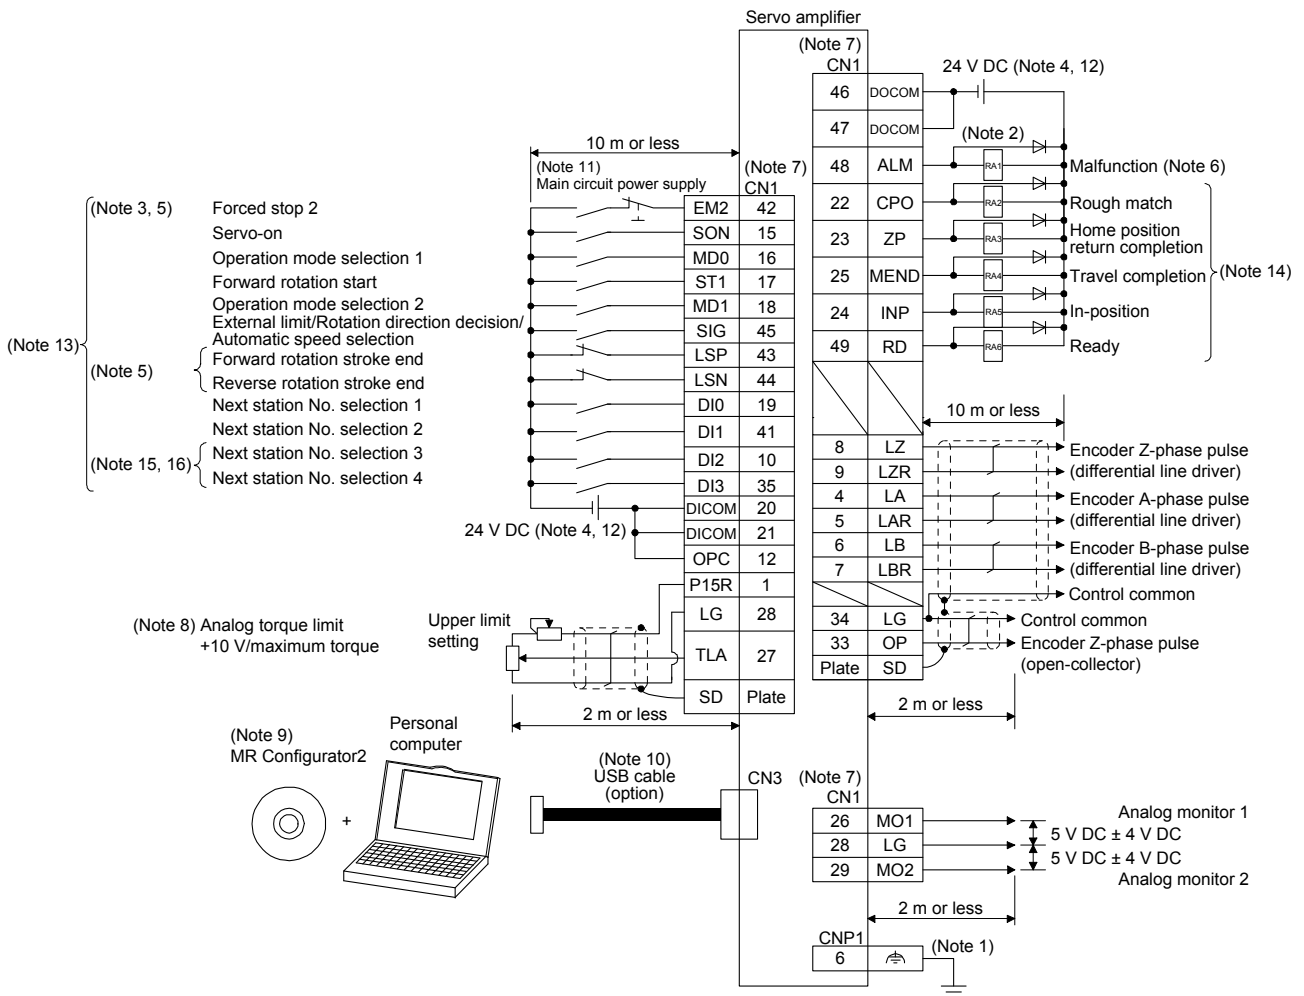 Servo amplifier
(Note 7)
CN1
24 V DC (Note 4, 12)
46 DOCOM
47 DOCOM
(Note 2)
48 ALM RA1 Malfunction (Note 6)
22 CPO RA2 Rough match
23 ZP RA3 Home position
return completion
25 MEND RA4 Travel completion
(Note 14)
24 INP RA5 In-position
49 RD RA6 Ready
10 m or less
8 LZ Encoder Z-phase pulse
9 LZR (differential line driver)
4 LA Encoder A-phase pulse
5 LAR (differential line driver)
6 LB Encoder B-phase pulse
7 LBR (differential line driver)
Control common
34 LG Control common
33 OP Encoder Z-phase pulse
(open-collector)
Plate SD
2 m or less
10 m or less
(Note 11)
Main circuit power supply
(Note 7)
CN1
(Note 3, 5) Forced stop 2 EM2 42
Servo-on SON 15
Operation mode selection 1 MD0 16
Forward rotation start ST1 17
Operation mode selection 2 MD1 18
External limit/Rotation direction decision/
Automatic speed selection SIG 45
(Note 13)
(Note 5)
Forward rotation stroke end LSP 43
Reverse rotation stroke end LSN 44
Next station No. selection 1 DI0 19
Next station No. selection 2 DI1 41
(Note 15, 16)
Next station No. selection 3 DI2 10
Next station No. selection 4 DI3 35
DICOM 20
24 V DC (Note 4, 12)
DICOM 21
OPC 12
P15R 1
LG 28
(Note 8) Analog torque limit
+10 V/maximum torque
Upper limit
setting
TLA 27
SD Plate
2 m or less
(Note 9)
MR Configurator2
+
Personal
computer
(Note 10)
USB cable
(option)
CN3
(Note 7)
CN1
26 MO1 Analog monitor 1
5 V DC ± 4 V DC
28 LG
5 V DC ± 4 V DC
29 MO2 Analog monitor 2
2 m or less
CNP1
6 (Note 1)